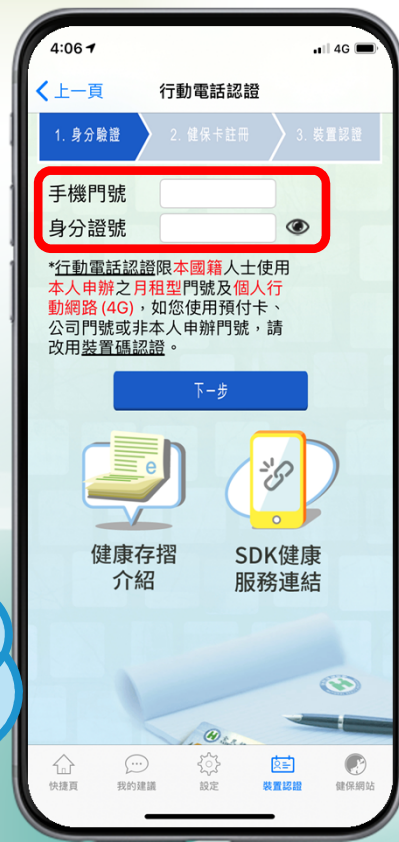 4:06
4G
上一頁
行動電話認證
1. 身分驗證
2. 健保卡註冊
3. 裝置認證
手機門號
身分證號
*行動電話認證限本國籍人士使用
本人申辦之月租型門號及個人行
動網路 (4G)，如您使用預付卡、
公司門號或非本人申辦門號，請
改用裝置碼認證。
下一步
e
健康存摺
介紹
SDK健康
服務連結
快捷頁
我的建議
設定
裝置認證
健保網站